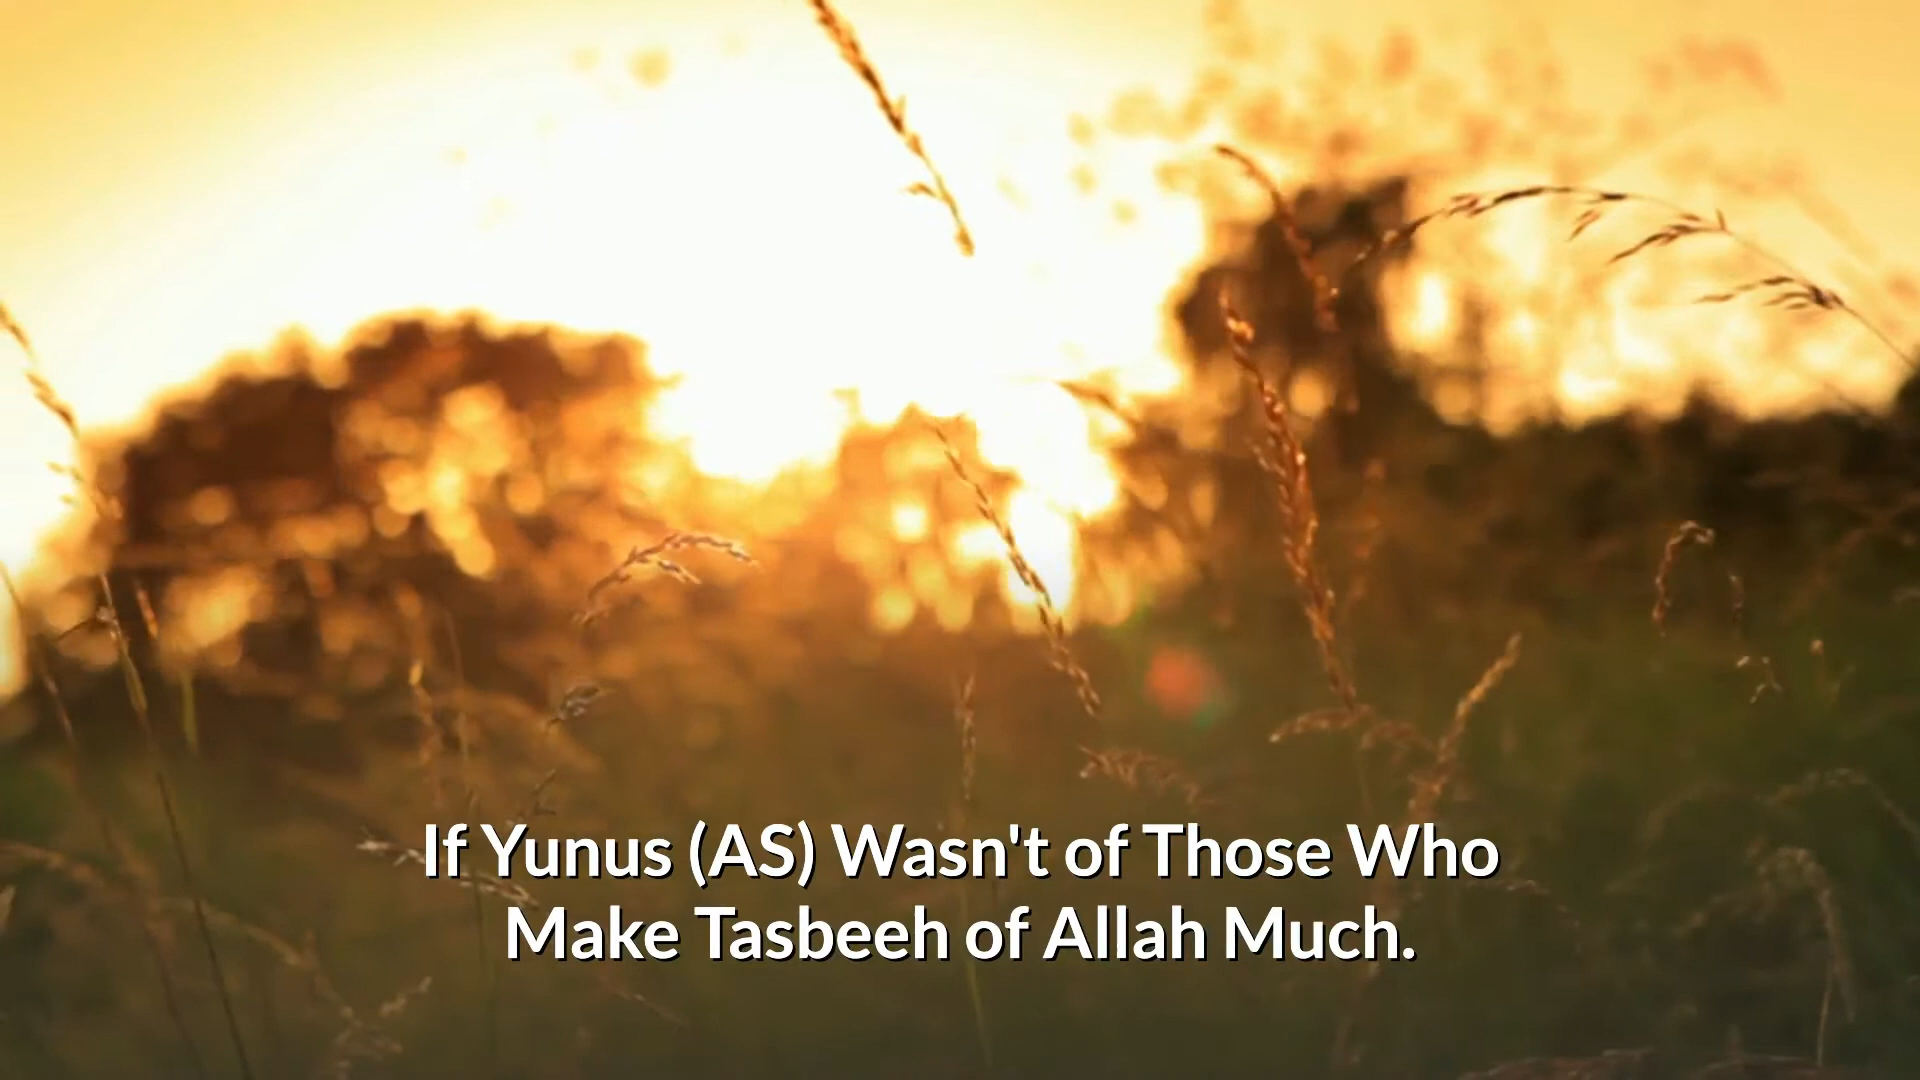 If Yunus (AS) Wasn't of Those Who
Make Tasbeeh of Allah Much.